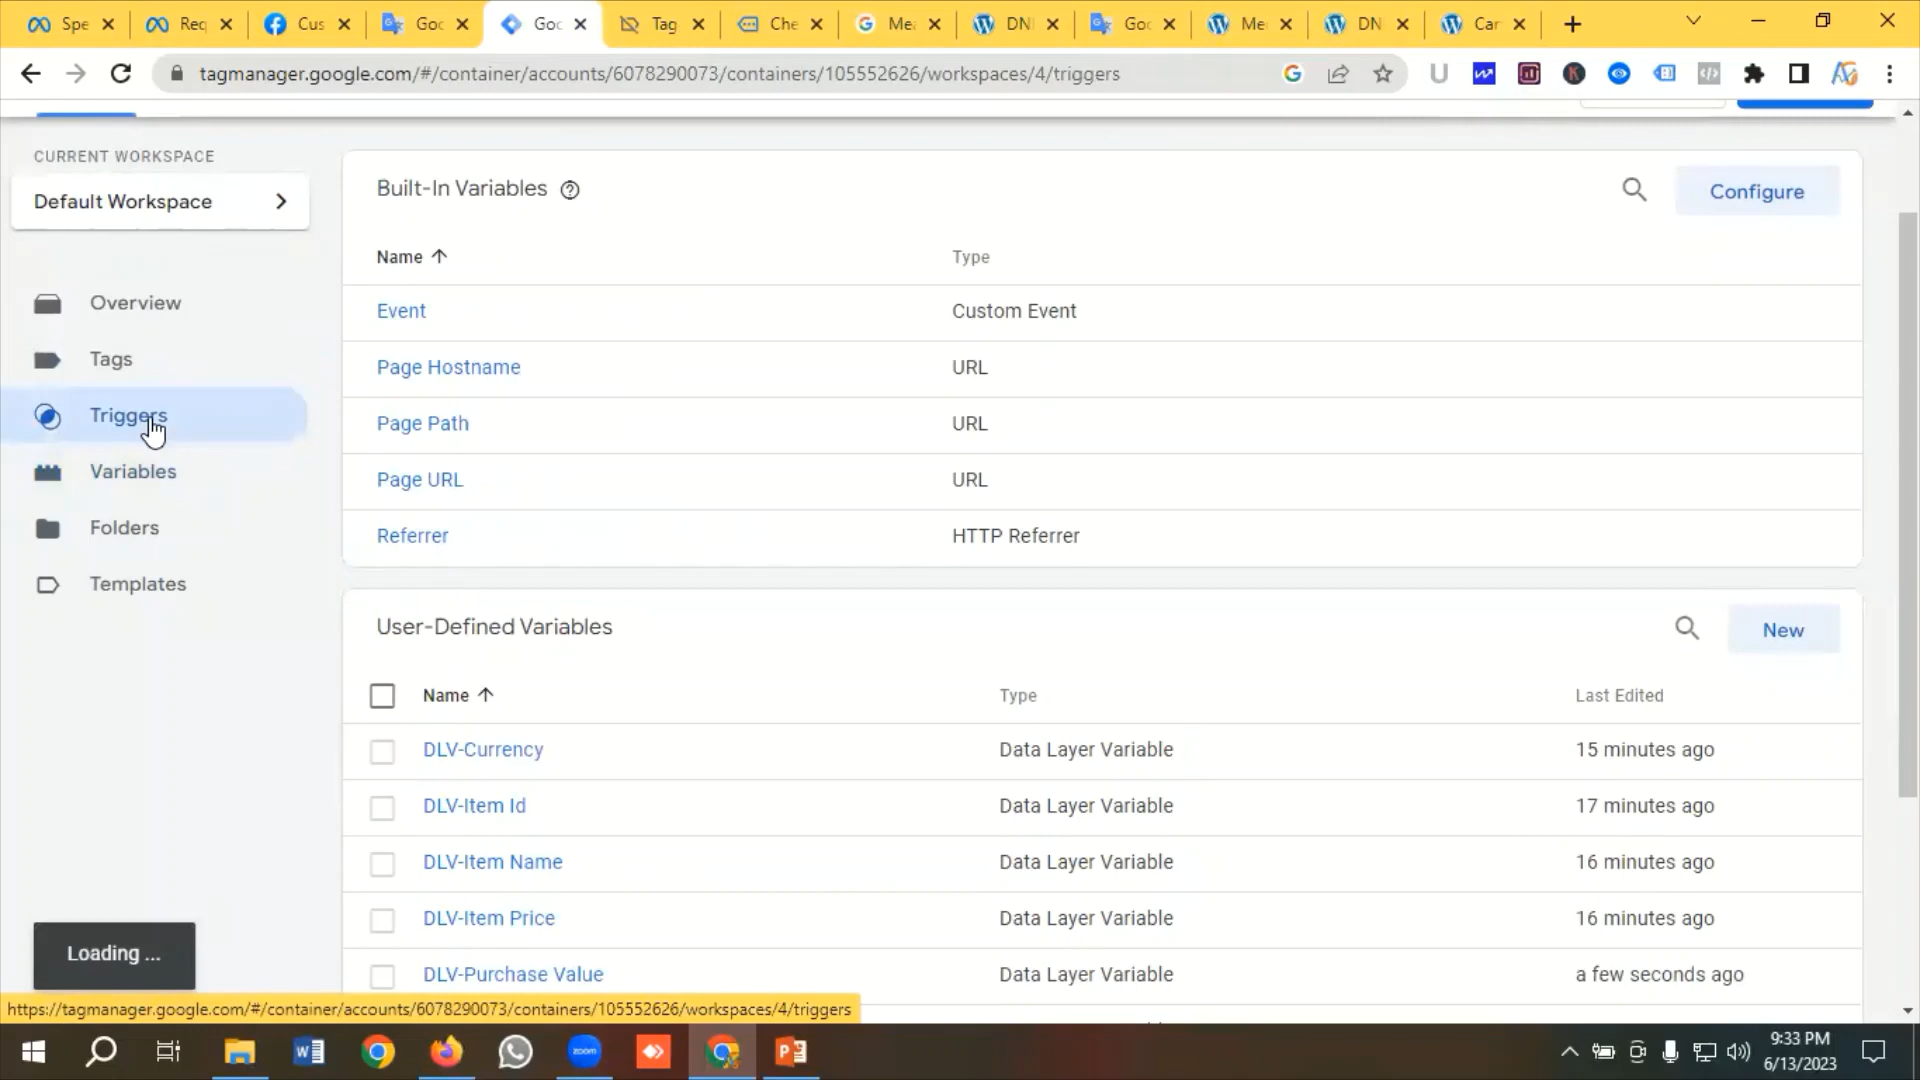 Spe
Req
Cus
Goc
Goc
Tag
Che
Mea
DN
Goc
Me
DN
Car
tagmanager.google.com/#/container/accounts/6078290073/containers/105552626/workspaces/4/triggers
CURRENT WORKSPACE
Default Workspace
Overview
Tags
Triggers
Variables
Folders
Templates
Built-In Variables
Configure
Name Type
Event Custom Event
Page Hostname URL
Page Path URL
Page URL URL
Referrer HTTP Referrer
User-Defined Variables
New
Name Type Last Edited
DLV-Currency Data Layer Variable 15 minutes ago
DLV-Item Id Data Layer Variable 17 minutes ago
DLV-Item Name Data Layer Variable 16 minutes ago
DLV-Item Price Data Layer Variable 16 minutes ago
DLV-Purchase Value Data Layer Variable a few seconds ago
Loading ...
https://tagmanager.google.com/#/container/accounts/6078290073/containers/105552626/workspaces/4/triggers
zoom
9:33 PM
6/13/2023